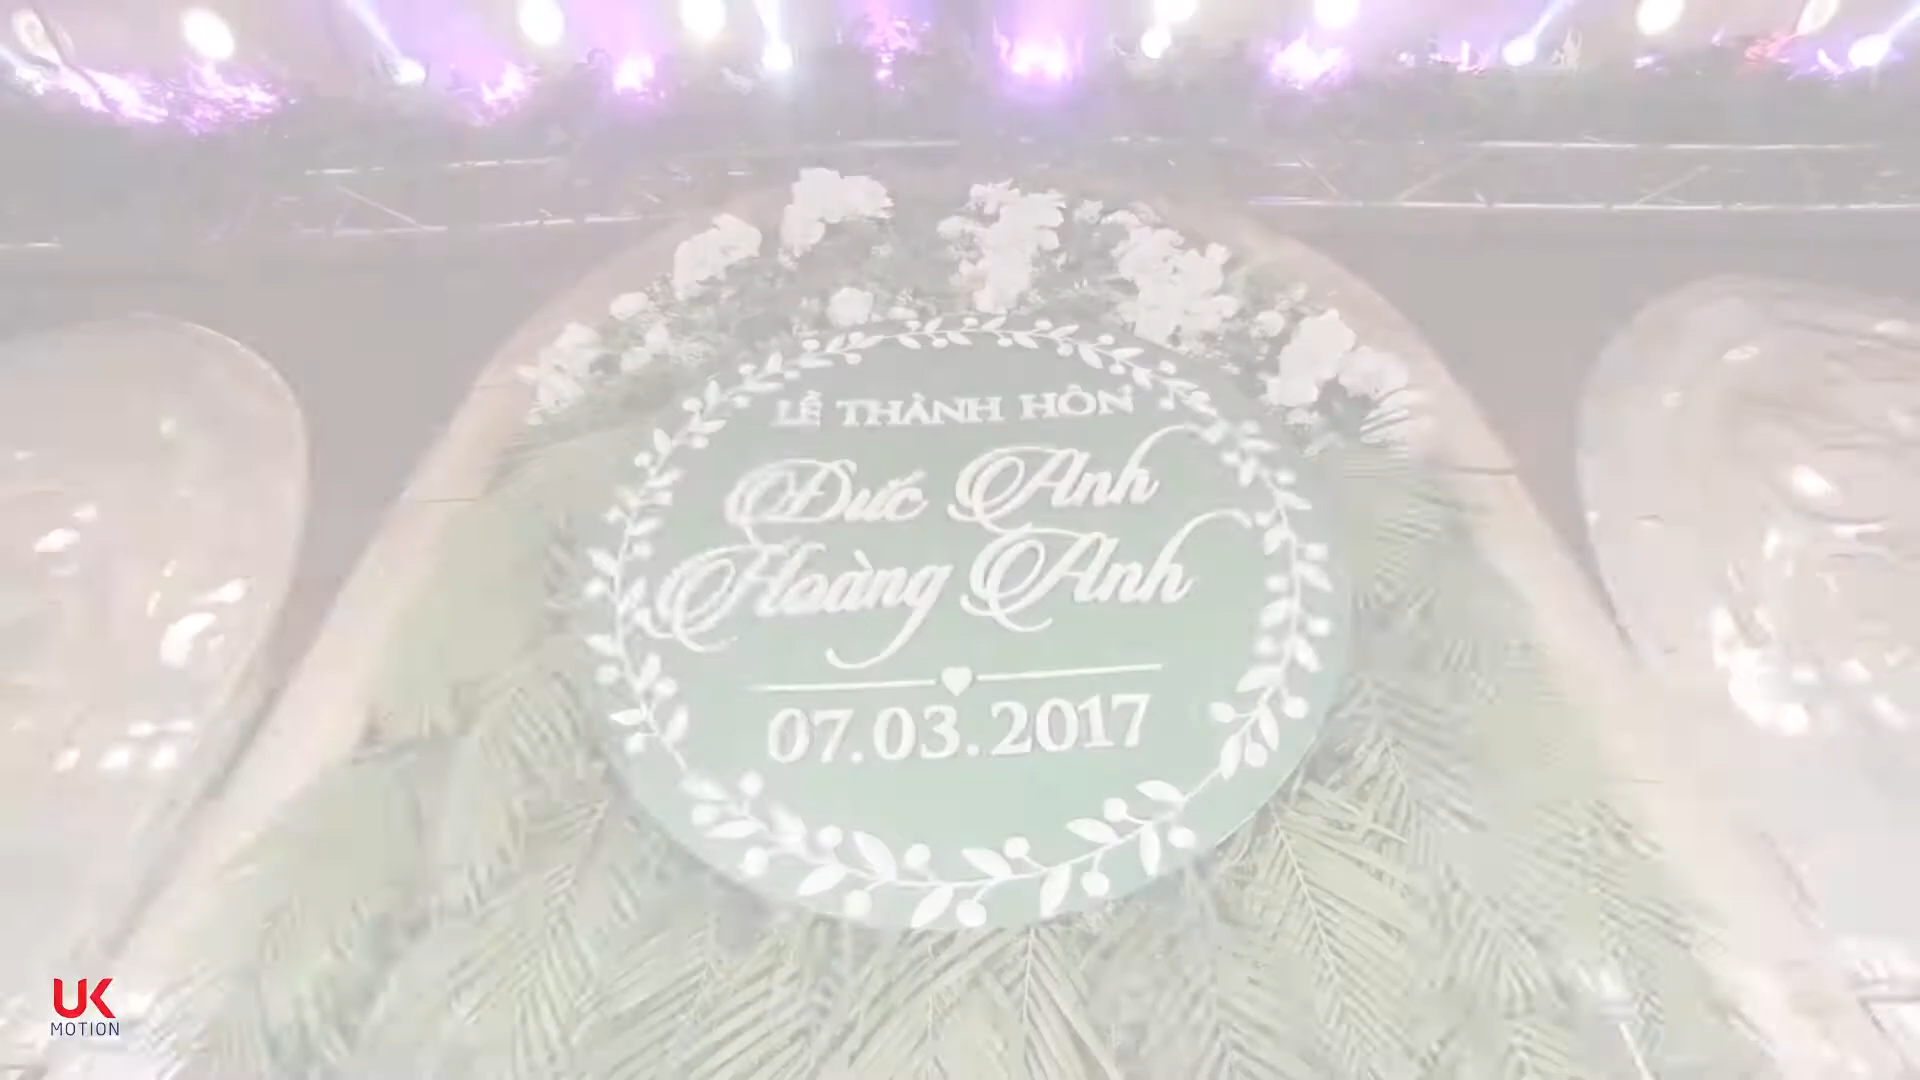 LỄ THÀNH HÔN
Đức Anh
Hoàng Anh
07.03.2017
UK
MOTION